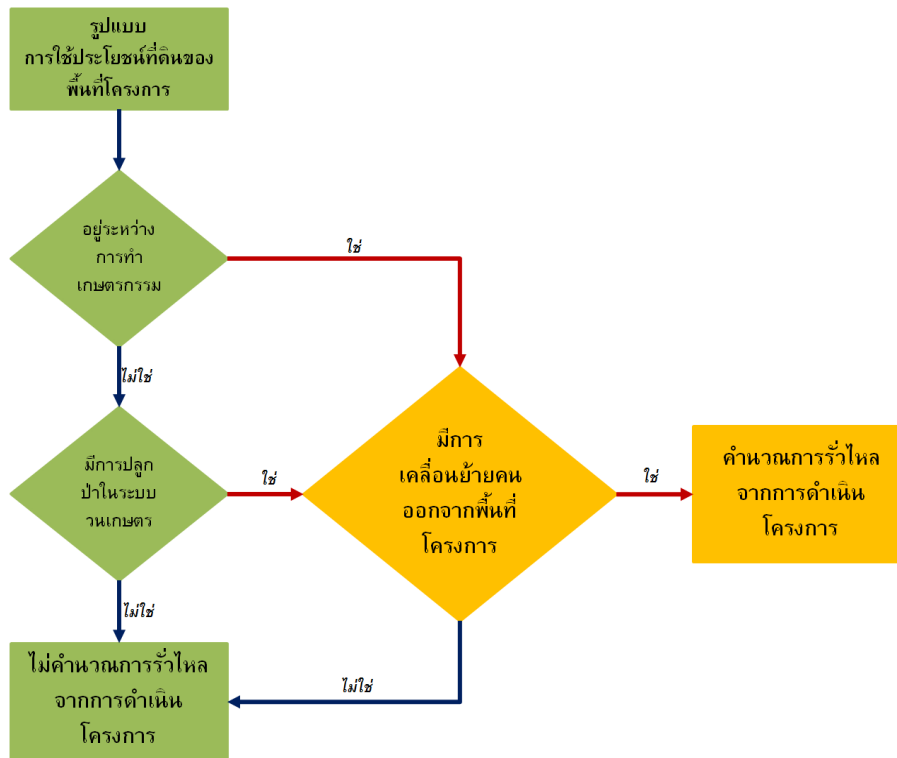 รูปแบบ
การใช้ประโยชน์ที่ดินของ
พื้นที่โครงการ
อยู่ระหว่าง
การทำ
เกษตรกรรม
ใช่
ไม่ใช่
มีการปลูก
ป่าในระบบ
วนเกษตร
ใช่
มีการ
เคลื่อนย้ายคน
ออกจากพื้นที่
โครงการ
ใช่
คำนวณการรั่วไหล
จากการดำเนิน
โครงการ
ไม่ใช่
ไม่คำนวณการรั่วไหล
จากการดำเนิน
โครงการ
ไม่ใช่